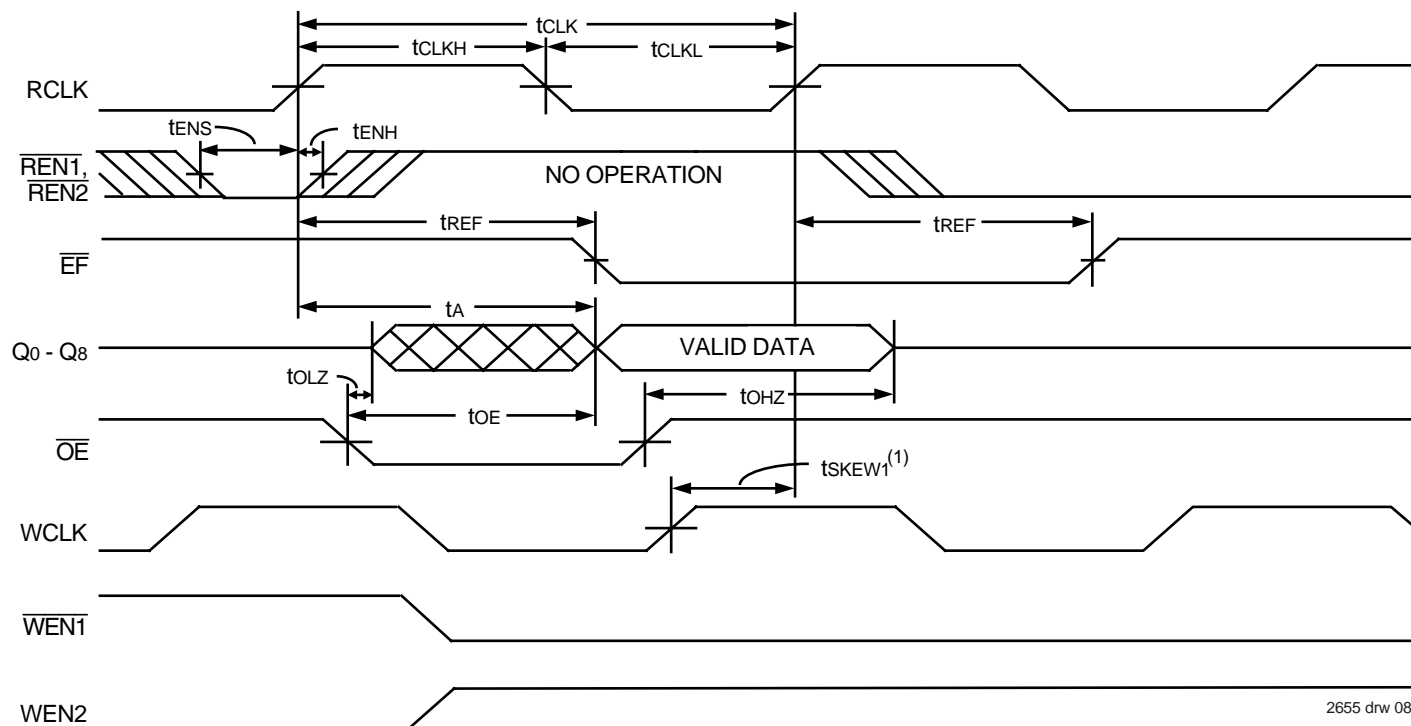 tCLK
tCLKH tCLKL
RCLK
tENS tENH
REN1,
REN2
NO OPERATION
tREF tREF
EF
tA
Q0 - Q8 VALID DATA
tOLZ tOHZ
tOE
OE
tSKEW1(1)
WCLK
WEN1
WEN2
2655 drw 08